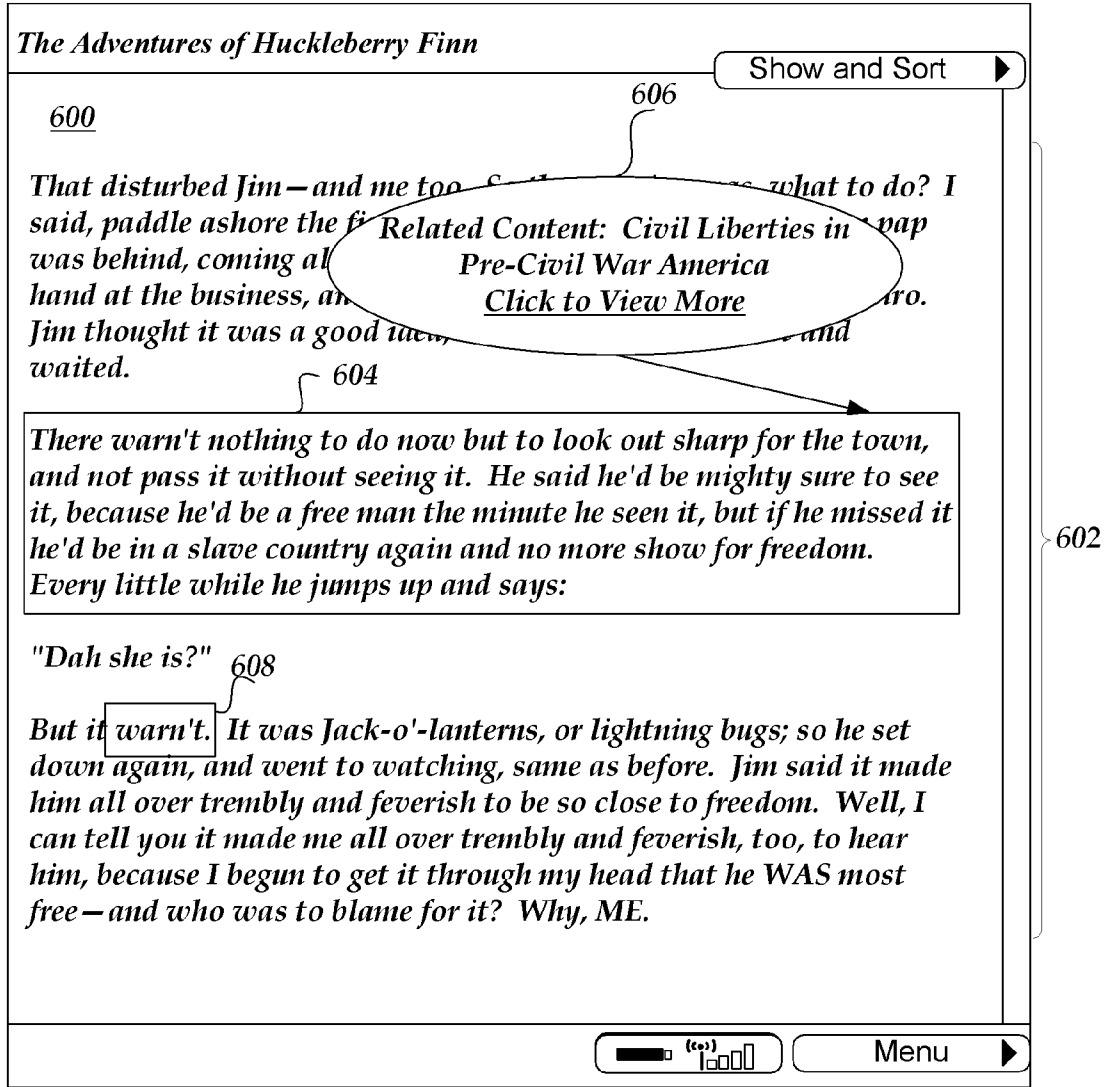 The Adventures of Huckleberry Finn
Show and Sort
600
606
That disturbed Jim—and me too. what to do? I
said, paddle ashore the pap
was behind, coming
hand at the business,
Jim thought it was a good idea, and
waited.
Related Content: Civil Liberties in
Pre-Civil War America
Click to View More
604
There warn't nothing to do now but to look out sharp for the town,
and not pass it without seeing it. He said he'd be mighty sure to see
it, because he'd be a free man the minute he seen it, but if he missed it
he'd be in a slave country again and no more show for freedom.
Every little while he jumps up and says:
602
"Dah she is?"
608
But it warn't. It was Jack-o'-lanterns, or lightning bugs; so he set
down again, and went to watching, same as before. Jim said it made
him all over trembly and feverish to be so close to freedom. Well, I
can tell you it made me all over trembly and feverish, too, to hear
him, because I begun to get it through my head that he WAS most
free—and who was to blame for it? Why, ME.
Menu